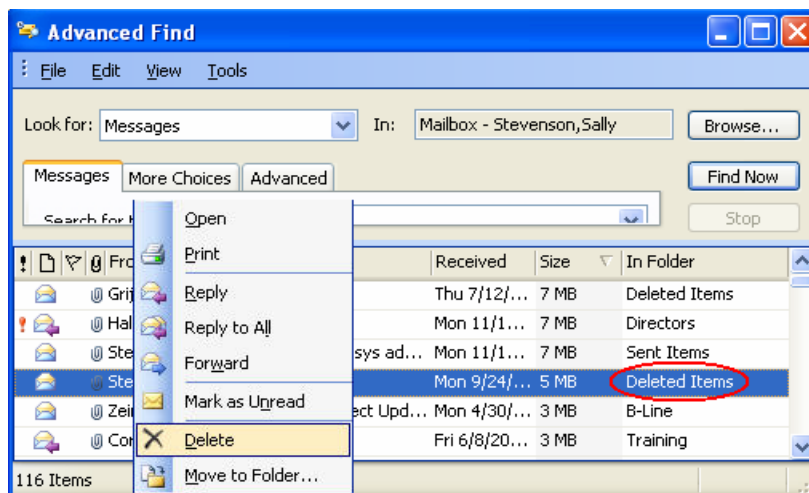 Advanced Find
File Edit View Tools
Look for: Messages In: Mailbox - Stevenson,Sally Browse...
Messages More Choices Advanced Find Now
Search for Stop
Open
Print
Reply
Reply to All
Forward
Mark as Unread
Delete
Move to Folder...
Received Size In Folder
Thu 7/12/... 7 MB Deleted Items
Mon 11/1... 7 MB Directors
sys ad... Mon 11/1... 7 MB Sent Items
Mon 9/24/... 5 MB Deleted Items
Mon 4/30/... 3 MB B-Line
Fri 6/8/20... 3 MB Training
116 Items